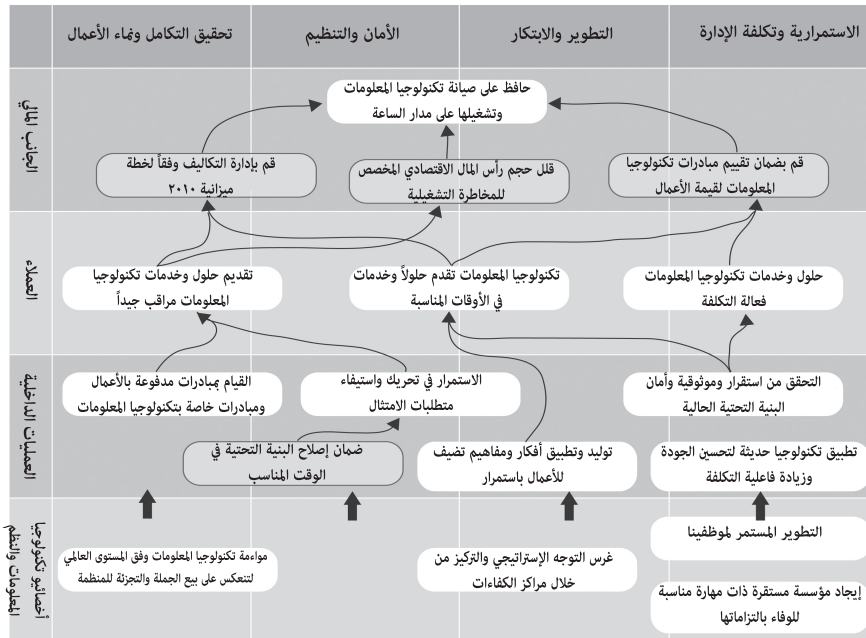 الاستمرارية وتكلفة الإدارة
التطوير والابتكار
الأمان والتنظيم
تحقيق التكامل ونماء الأعمال
الجانب المالي
حافظ على صيانة تكنولوجيا المعلومات
وتشغيلها على مدار الساعة
قم بضمان تقييم مبادرات تكنولوجيا
المعلومات لقيمة الأعمال
قلل حجم رأس المال الاقتصادي المخصص
للمخاطرة التشغيلية
قم بإدارة التكاليف وفقاً لخطة
ميزانية ٢٠١٠
العملاء
حلول وخدمات تكنولوجيا المعلومات
فعالة التكلفة
تكنولوجيا المعلومات تقدم حلولاً وخدمات
في الأوقات المناسبة
تقديم حلول وخدمات تكنولوجيا
المعلومات مراقب جيداً
العمليات الداخلية
التحقق من استقرار وموثوقية وأمان
البنية التحتية الحالية
الاستمرار في تحريك واستيفاء
متطلبات الامتثال
القيام بمبادرات مدفوعة بالأعمال
ومبادرات خاصة بتكنولوجيا المعلومات
تطبيق تكنولوجيا حديثة لتحسين الجودة
وزيادة فاعلية التكلفة
توليد وتطبيق أفكار ومفاهيم تضيف
للأعمال باستمرار
ضمان إصلاح البنية التحتية في
الوقت المناسب
أخصائيو تكنولوجيا
المعلومات والنظم
التطوير المستمر لموظفينا
غرس التوجه الإستراتيجي والتركيز من
خلال مراكز الكفاءات
مواءمة تكنولوجيا المعلومات وفق المستوى العالمي
لتنعكس على بيع الجملة والتجزئة للمنظمة
إيجاد مؤسسة مستقرة ذات مهارة مناسبة
للوفاء بالتزاماتها